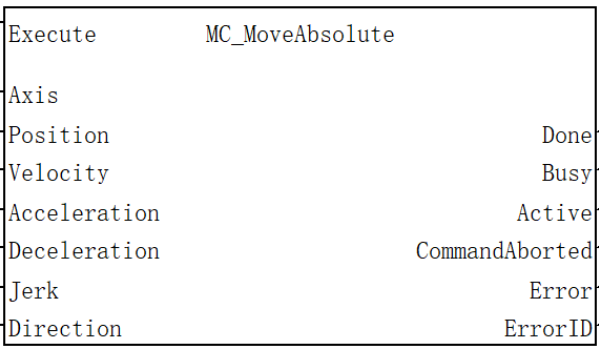 Execute MC_MoveAbsolute
Axis
Position Done
Velocity Busy
Acceleration Active
Deceleration CommandAborted
Jerk Error
Direction ErrorID